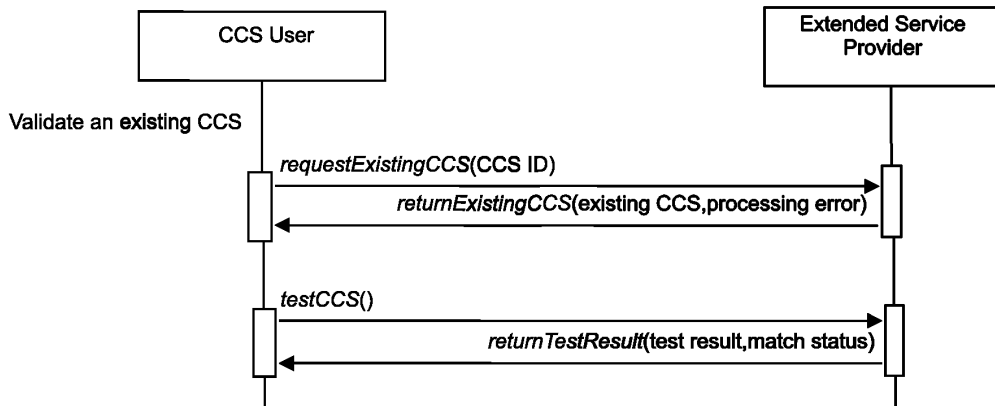 CCS User
Extended Service
Provider
Validate an existing CCS
requestExistingCCS(CCS ID)
returnExistingCCS(existing CCS,processing error)
testCCS()
returnTestResult(test result,match status)